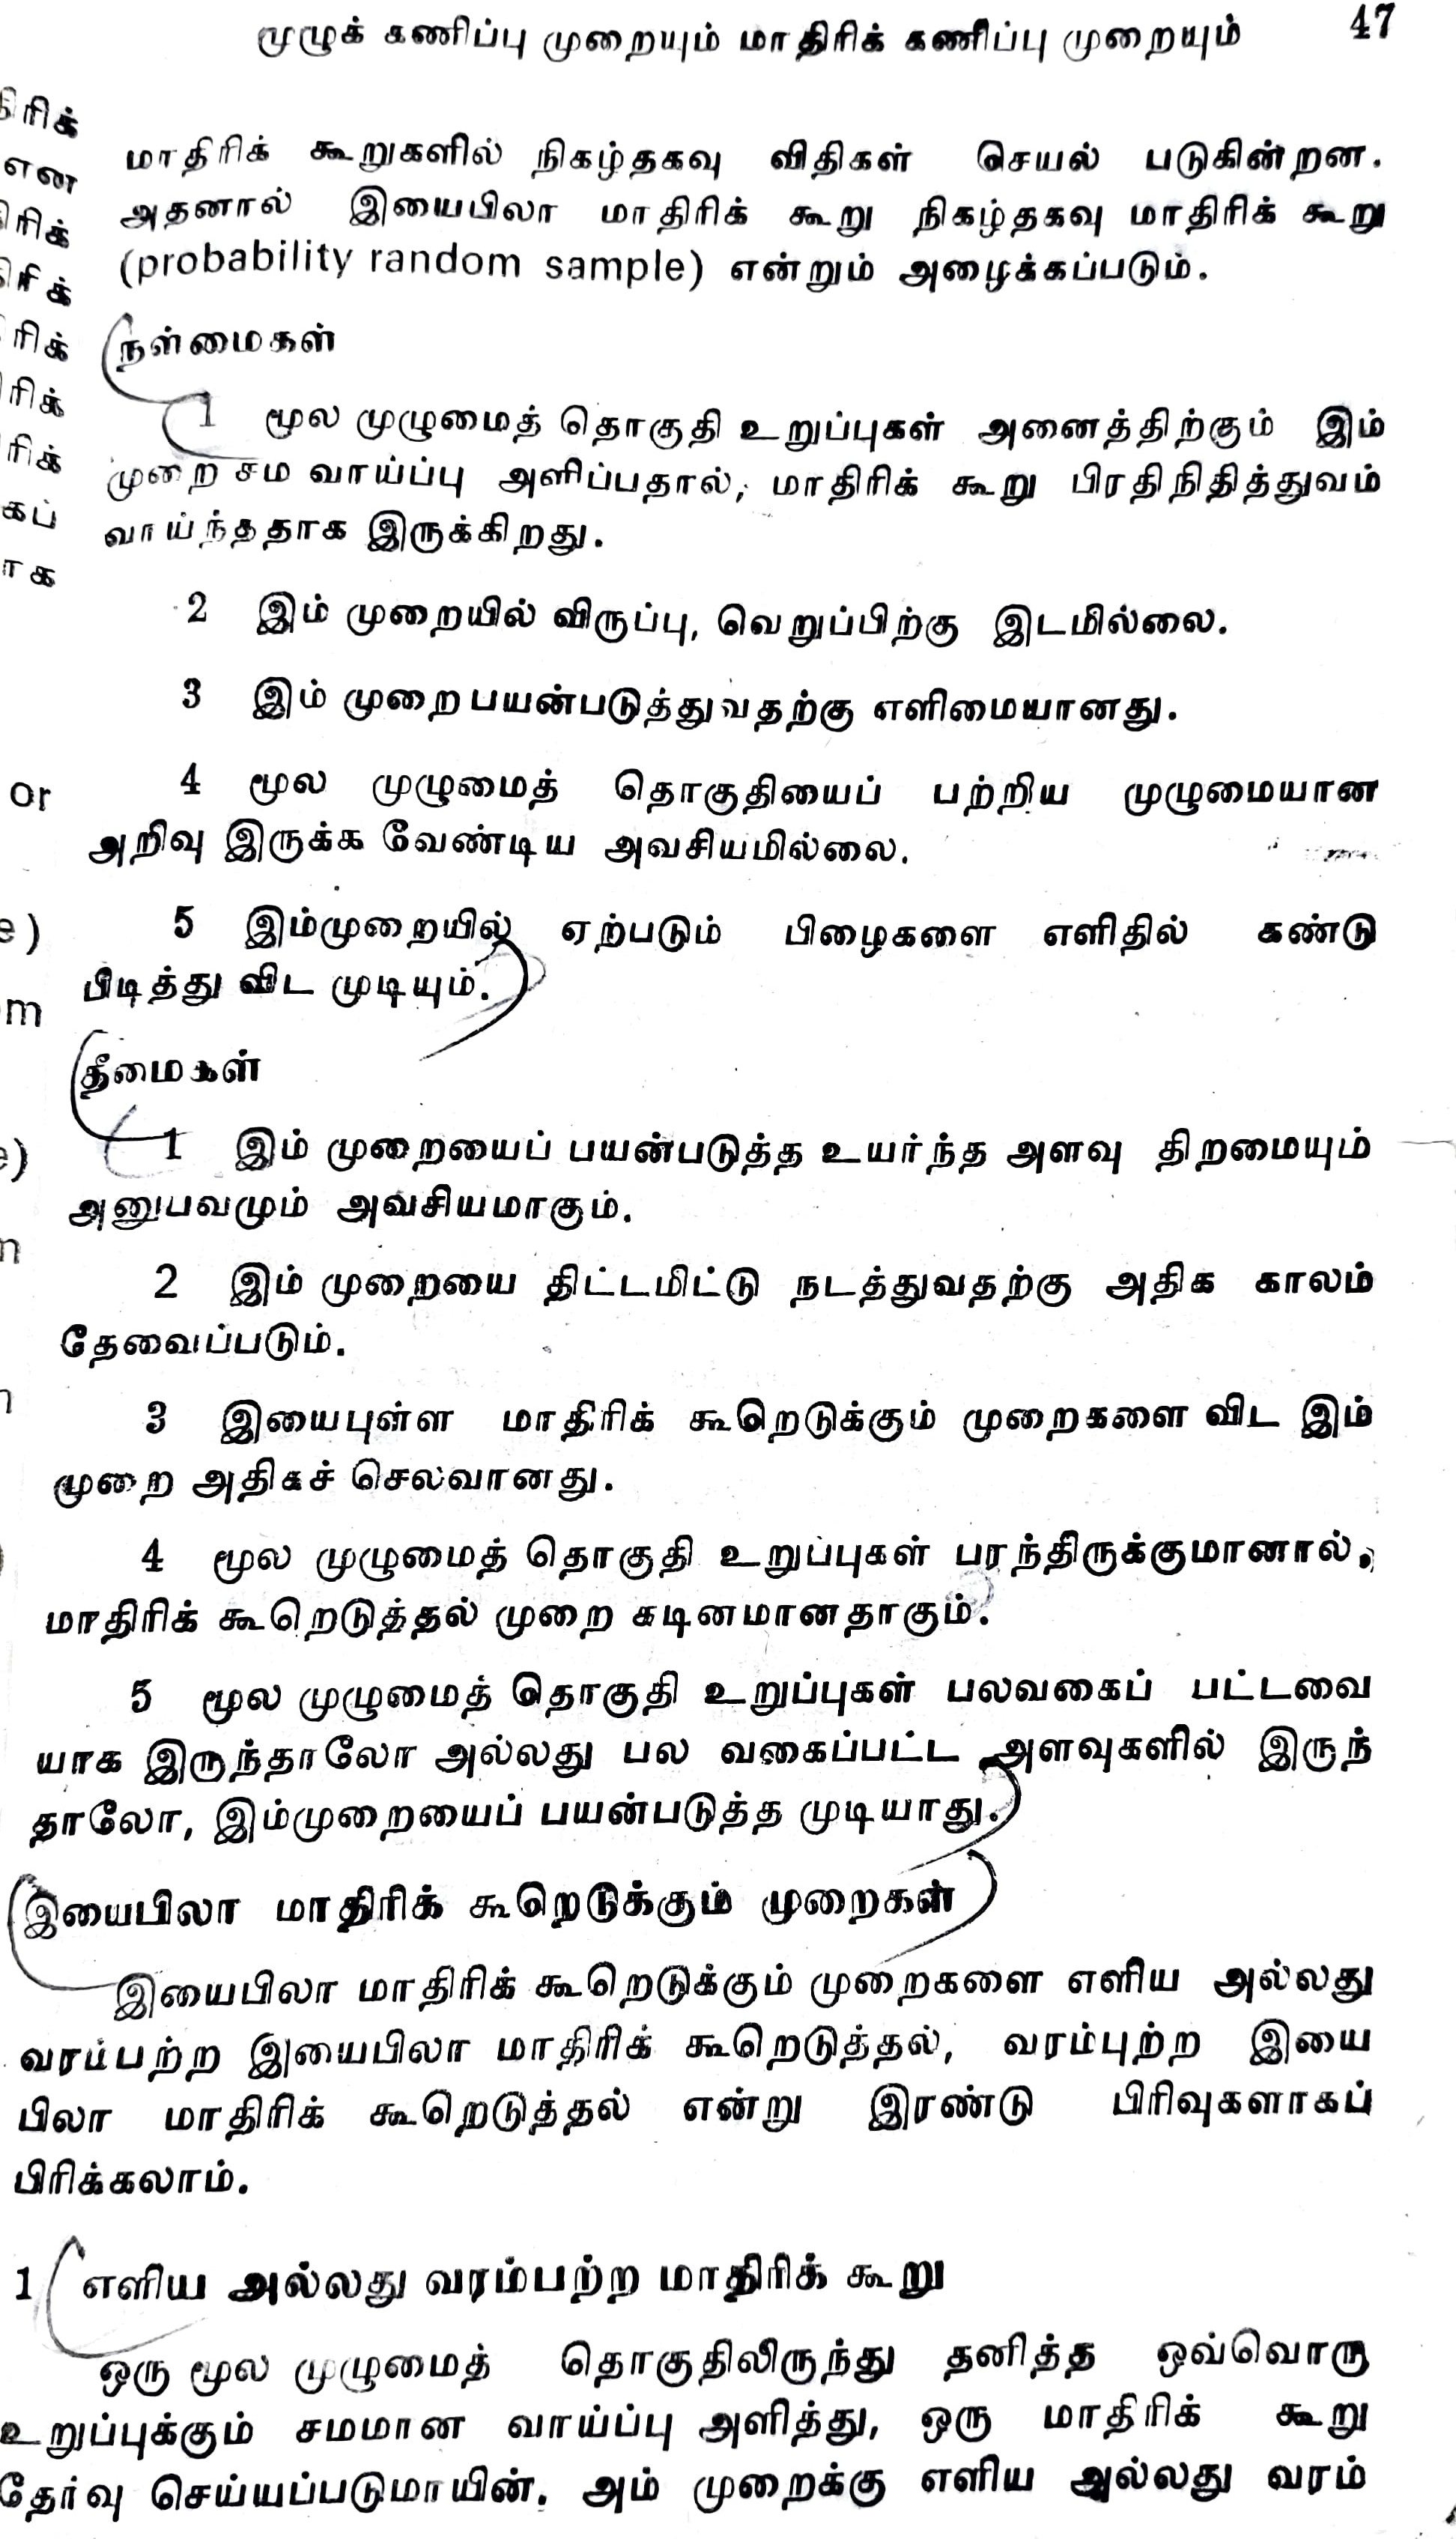 முழுக் கணிப்பு முறையும் மாதிரிக் கணிப்பு முறையும் 47
மாதிரிக் கூறுகளில் நிகழ்தகவு விதிகள் செயல் படுகின்றன.
அதனால் இயைபிலா மாதிரிக் கூறு நிகழ்தகவு மாதிரிக் கூறு
(probability random sample) என்றும் அழைக்கப்படும்.
நன்மைகள்
1 மூல முழுமைத் தொகுதி உறுப்புகள் அனைத்திற்கும் இம்
முறை சம வாய்ப்பு அளிப்பதால், மாதிரிக் கூறு பிரதிநிதித்துவம்
வாய்ந்ததாக இருக்கிறது.
2 இம் முறையில் விருப்பு, வெறுப்பிற்கு இடமில்லை.
3 இம் முறை பயன்படுத்துவதற்கு எளிமையானது.
4 மூல முழுமைத் தொகுதியைப் பற்றிய முழுமையான
அறிவு இருக்க வேண்டிய அவசியமில்லை.
5 இம்முறையில் ஏற்படும் பிழைகளை எளிதில் கண்டு
பிடித்து விட முடியும்.
தீமைகள்
1 இம் முறையைப் பயன்படுத்த உயர்ந்த அளவு திறமையும்
அனுபவமும் அவசியமாகும்.
2 இம் முறையை திட்டமிட்டு நடத்துவதற்கு அதிக காலம்
தேவைப்படும்.
3 இயைபுள்ள மாதிரிக் கூறெடுக்கும் முறைகளை விட இம்
முறை அதிகச் செலவானது.
4 மூல முழுமைத் தொகுதி உறுப்புகள் பரந்திருக்குமானால்,
மாதிரிக் கூறெடுத்தல் முறை கடினமானதாகும்.
5 மூல முழுமைத் தொகுதி உறுப்புகள் பலவகைப் பட்டவை
யாக இருந்தாலோ அல்லது பல வகைப்பட்ட அளவுகளில் இருந்
தாலோ, இம்முறையைப் பயன்படுத்த முடியாது.
இயைபிலா மாதிரிக் கூறெடுக்கும் முறைகள்
இயைபிலா மாதிரிக் கூறெடுக்கும் முறைகளை எளிய அல்லது
வரம்பற்ற இயைபிலா மாதிரிக் கூறெடுத்தல், வரம்புற்ற இயை
பிலா மாதிரிக் கூறெடுத்தல் என்று இரண்டு பிரிவுகளாகப்
பிரிக்கலாம்.
1 எளிய அல்லது வரம்பற்ற மாதிரிக் கூறு
ஒரு மூல முழுமைத் தொகுதிலிருந்து தனித்த ஒவ்வொரு
உறுப்புக்கும் சமமான வாய்ப்பு அளித்து, ஒரு மாதிரிக் கூறு
தேர்வு செய்யப்படுமாயின். அம் முறைக்கு எளிய அல்லது வரம்